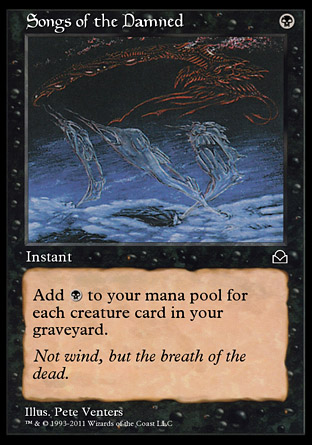 Songs of the Damned
Instant
Add to your mana pool for
each creature card in your
graveyard.
Not wind, but the breath of the
dead.
Illus. Pete Venters
™ & © 1993-2011 Wizards of the Coast LLC